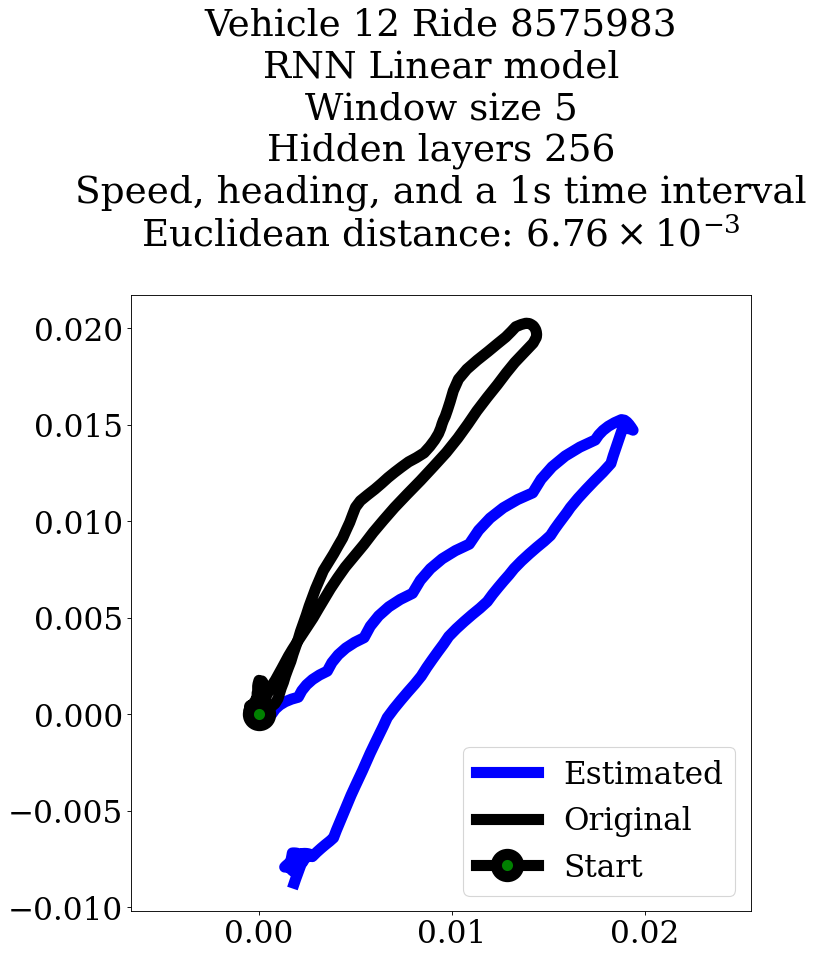 Vehicle 12 Ride 8575983
RNN Linear model
Window size 5
Hidden layers 256
Speed, heading, and a 1s time interval
Euclidean distance: 6.76 × 10⁻³
0.020
0.015
0.010
0.005
0.000
−0.005
−0.010
0.00 0.01 0.02
Estimated
Original
Start